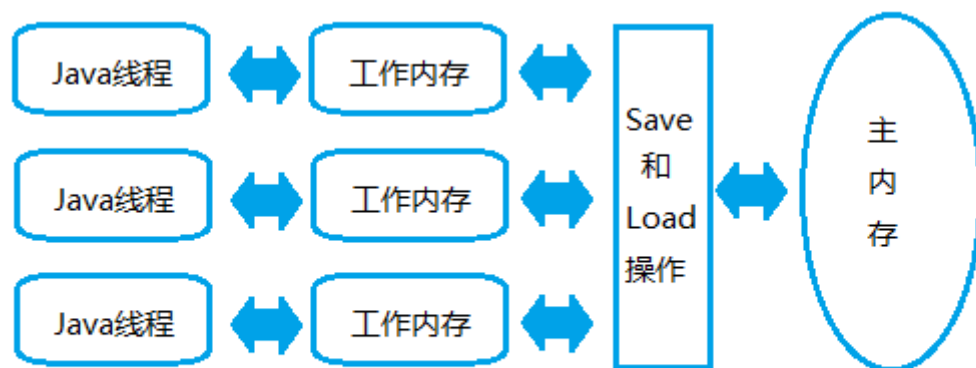 Java线程
工作内存
Java线程
工作内存
Java线程
工作内存
Save
和
Load
操作
主
内
存